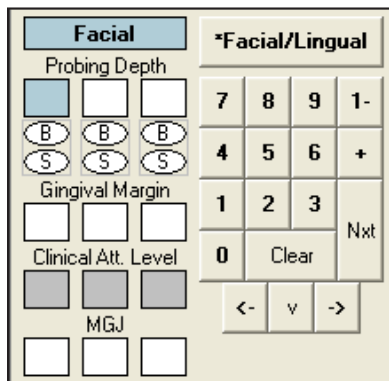 Facial
Probing Depth
B B B
S S S
Gingival Margin
Clinical Att. Level
MGJ
*Facial/Lingual
7 8 9 1-
4 5 6 +
1 2 3 Nxt
0 Clear
<- v ->